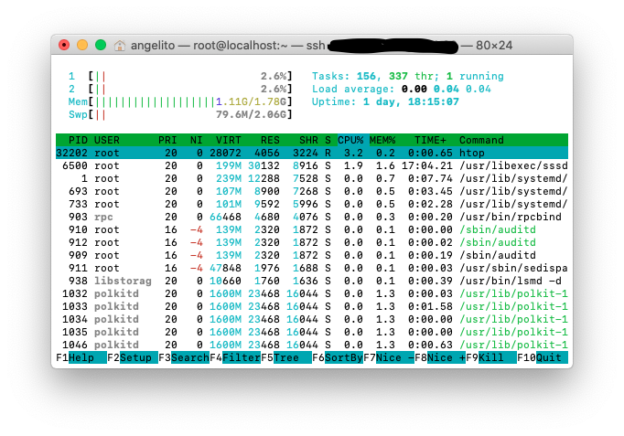 angelito — root@localhost:~ — ssh — 80×24
1 [|| 2.6%] Tasks: 156, 337 thr; 1 running
2 [|| 2.6%] Load average: 0.00 0.04 0.04
Mem[|||||||||||||||||||1.11G/1.78G] Uptime: 1 day, 18:15:07
Swp[|| 79.6M/2.06G]
PID USER PRI NI VIRT RES SHR S CPU% MEM% TIME+ Command
32202 root 20 0 28072 4056 3224 R 3.2 0.2 0:00.65 htop
6500 root 20 0 199M 30132 8916 S 1.9 1.6 17:04.21 /usr/libexec/sssd
1 root 20 0 239M 12288 7528 S 0.0 0.7 0:07.74 /usr/lib/systemd/
693 root 20 0 107M 8900 7268 S 0.0 0.5 0:03.45 /usr/lib/systemd/
733 root 20 0 101M 9592 5996 S 0.0 0.5 0:02.28 /usr/lib/systemd/
903 rpc 20 0 66468 4680 4076 S 0.0 0.3 0:00.20 /usr/bin/rpcbind
910 root 16 -4 139M 2320 1872 S 0.0 0.1 0:00.00 /sbin/auditd
912 root 16 -4 139M 2320 1872 S 0.0 0.1 0:00.02 /sbin/auditd
909 root 16 -4 139M 2320 1872 S 0.0 0.1 0:00.19 /sbin/auditd
911 root 16 -4 47848 1976 1688 S 0.0 0.1 0:00.03 /usr/sbin/sedispa
938 libstorag 20 0 10660 1760 1636 S 0.0 0.1 0:00.39 /usr/bin/lsmd -d
1032 polkitd 20 0 1600M 23468 16044 S 0.0 1.3 0:00.03 /usr/lib/polkit-1
1033 polkitd 20 0 1600M 23468 16044 S 0.0 1.3 0:01.58 /usr/lib/polkit-1
1034 polkitd 20 0 1600M 23468 16044 S 0.0 1.3 0:00.00 /usr/lib/polkit-1
1035 polkitd 20 0 1600M 23468 16044 S 0.0 1.3 0:00.00 /usr/lib/polkit-1
1046 polkitd 20 0 1600M 23468 16044 S 0.0 1.3 0:00.63 /usr/lib/polkit-1
F1Help F2Setup F3SearchF4FilterF5Tree F6SortByF7Nice -F8Nice +F9Kill F10Quit